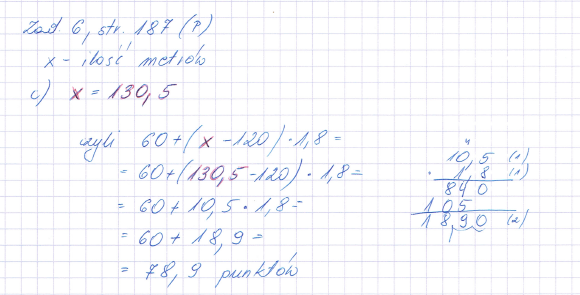 Zad. 6, str. 187 (P)
x - ilość metrów
c) x = 130,5
czyli 60+(x-120)·1,8=
= 60+(130,5-120)·1,8=
= 60+10,5·1,8=
= 60+18,9=
= 78,9 punktów
4
10,5 (1)
· 1,8 (1)
840
105
18,90 (2)